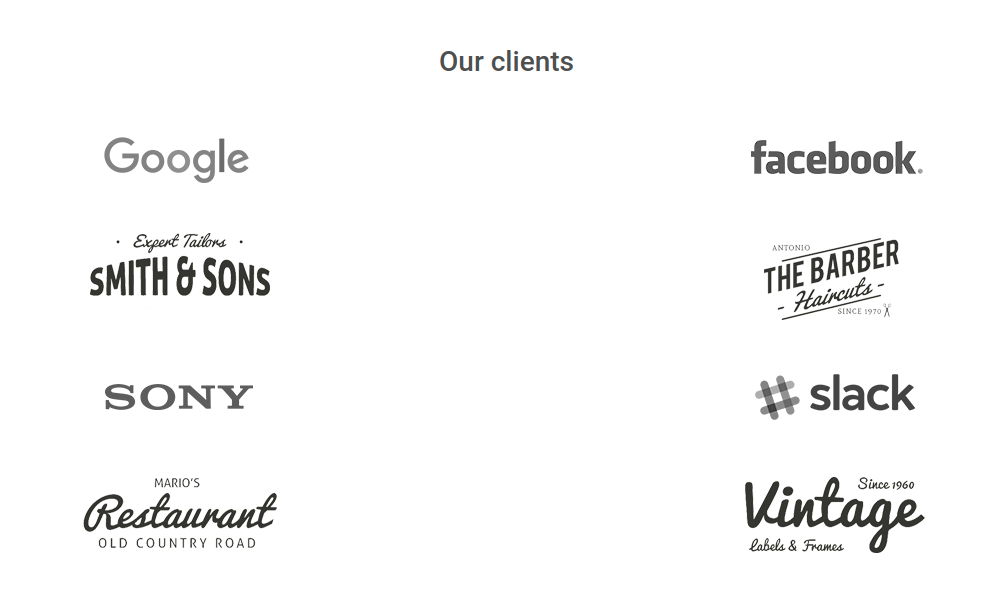 Our clients
Google
facebook.
Expert Tailors
SMITH & SONS
ANTONIO
THE BARBER
- Haircuts -
SINCE 1970
SONY
slack
MARIO'S
Restaurant
OLD COUNTRY ROAD
Since 1960
Vintage
Labels & Frames